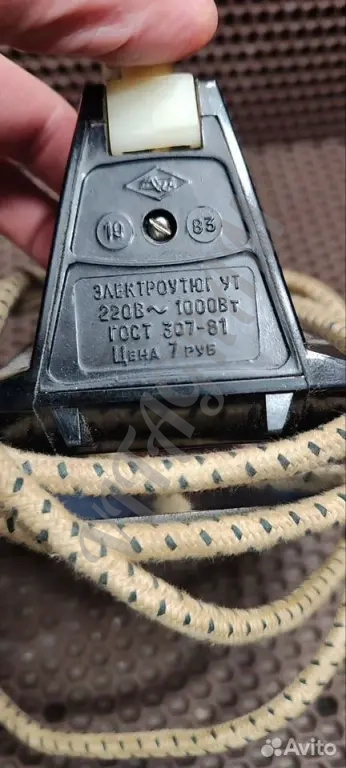 19 83
ЭЛЕКТРОУТЮГ УТ
220В~ 1000Вт
ГОСТ 307-81
ЦЕНА 7 РУБ
Avito